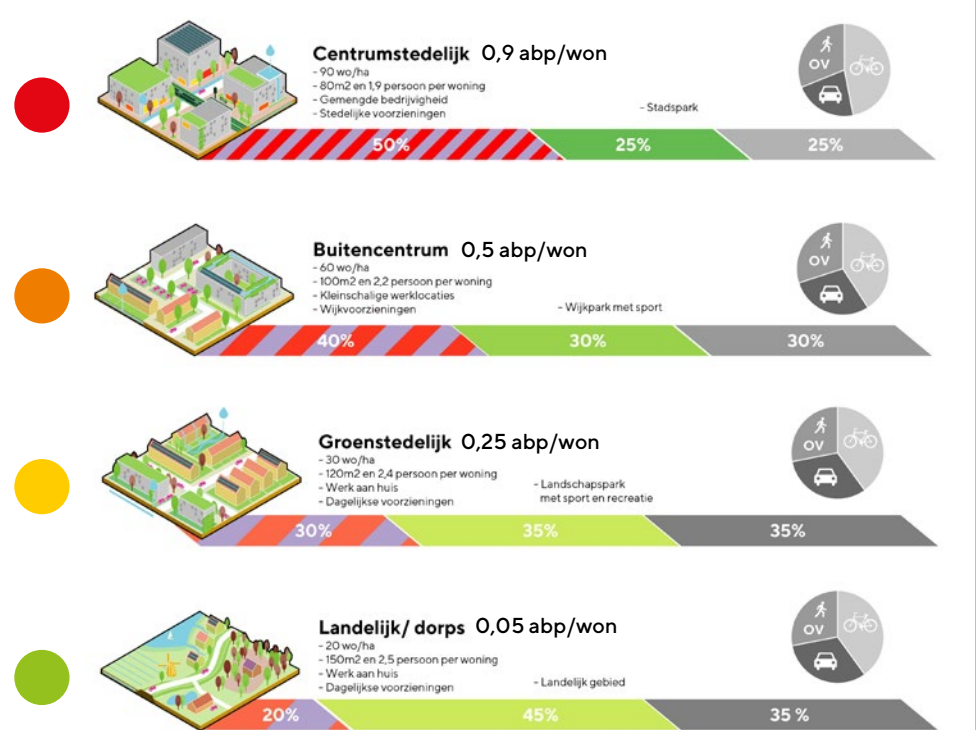 Centrumstedelijk 0,9 abp/won
- 90 wo/ha
- 80m2 en 1,9 persoon per woning
- Gemengde bedrijvigheid
- Stedelijke voorzieningen
- Stadspark
OV
50% 25% 25%
Buitencentrum 0,5 abp/won
- 60 wo/ha
- 100m2 en 2,2 persoon per woning
- Kleinschalige werklocaties
- Wijkvoorzieningen
- Wijkpark met sport
OV
40% 30% 30%
Groenstedelijk 0,25 abp/won
- 30 wo/ha
- 120m2 en 2,4 persoon per woning
- Werk aan huis
- Dagelijkse voorzieningen
- Landschapspark
met sport en recreatie
OV
30% 35% 35%
Landelijk/ dorps 0,05 abp/won
- 20 wo/ha
- 150m2 en 2,5 persoon per woning
- Werk aan huis
- Dagelijkse voorzieningen
- Landelijk gebied
OV
20% 45% 35 %